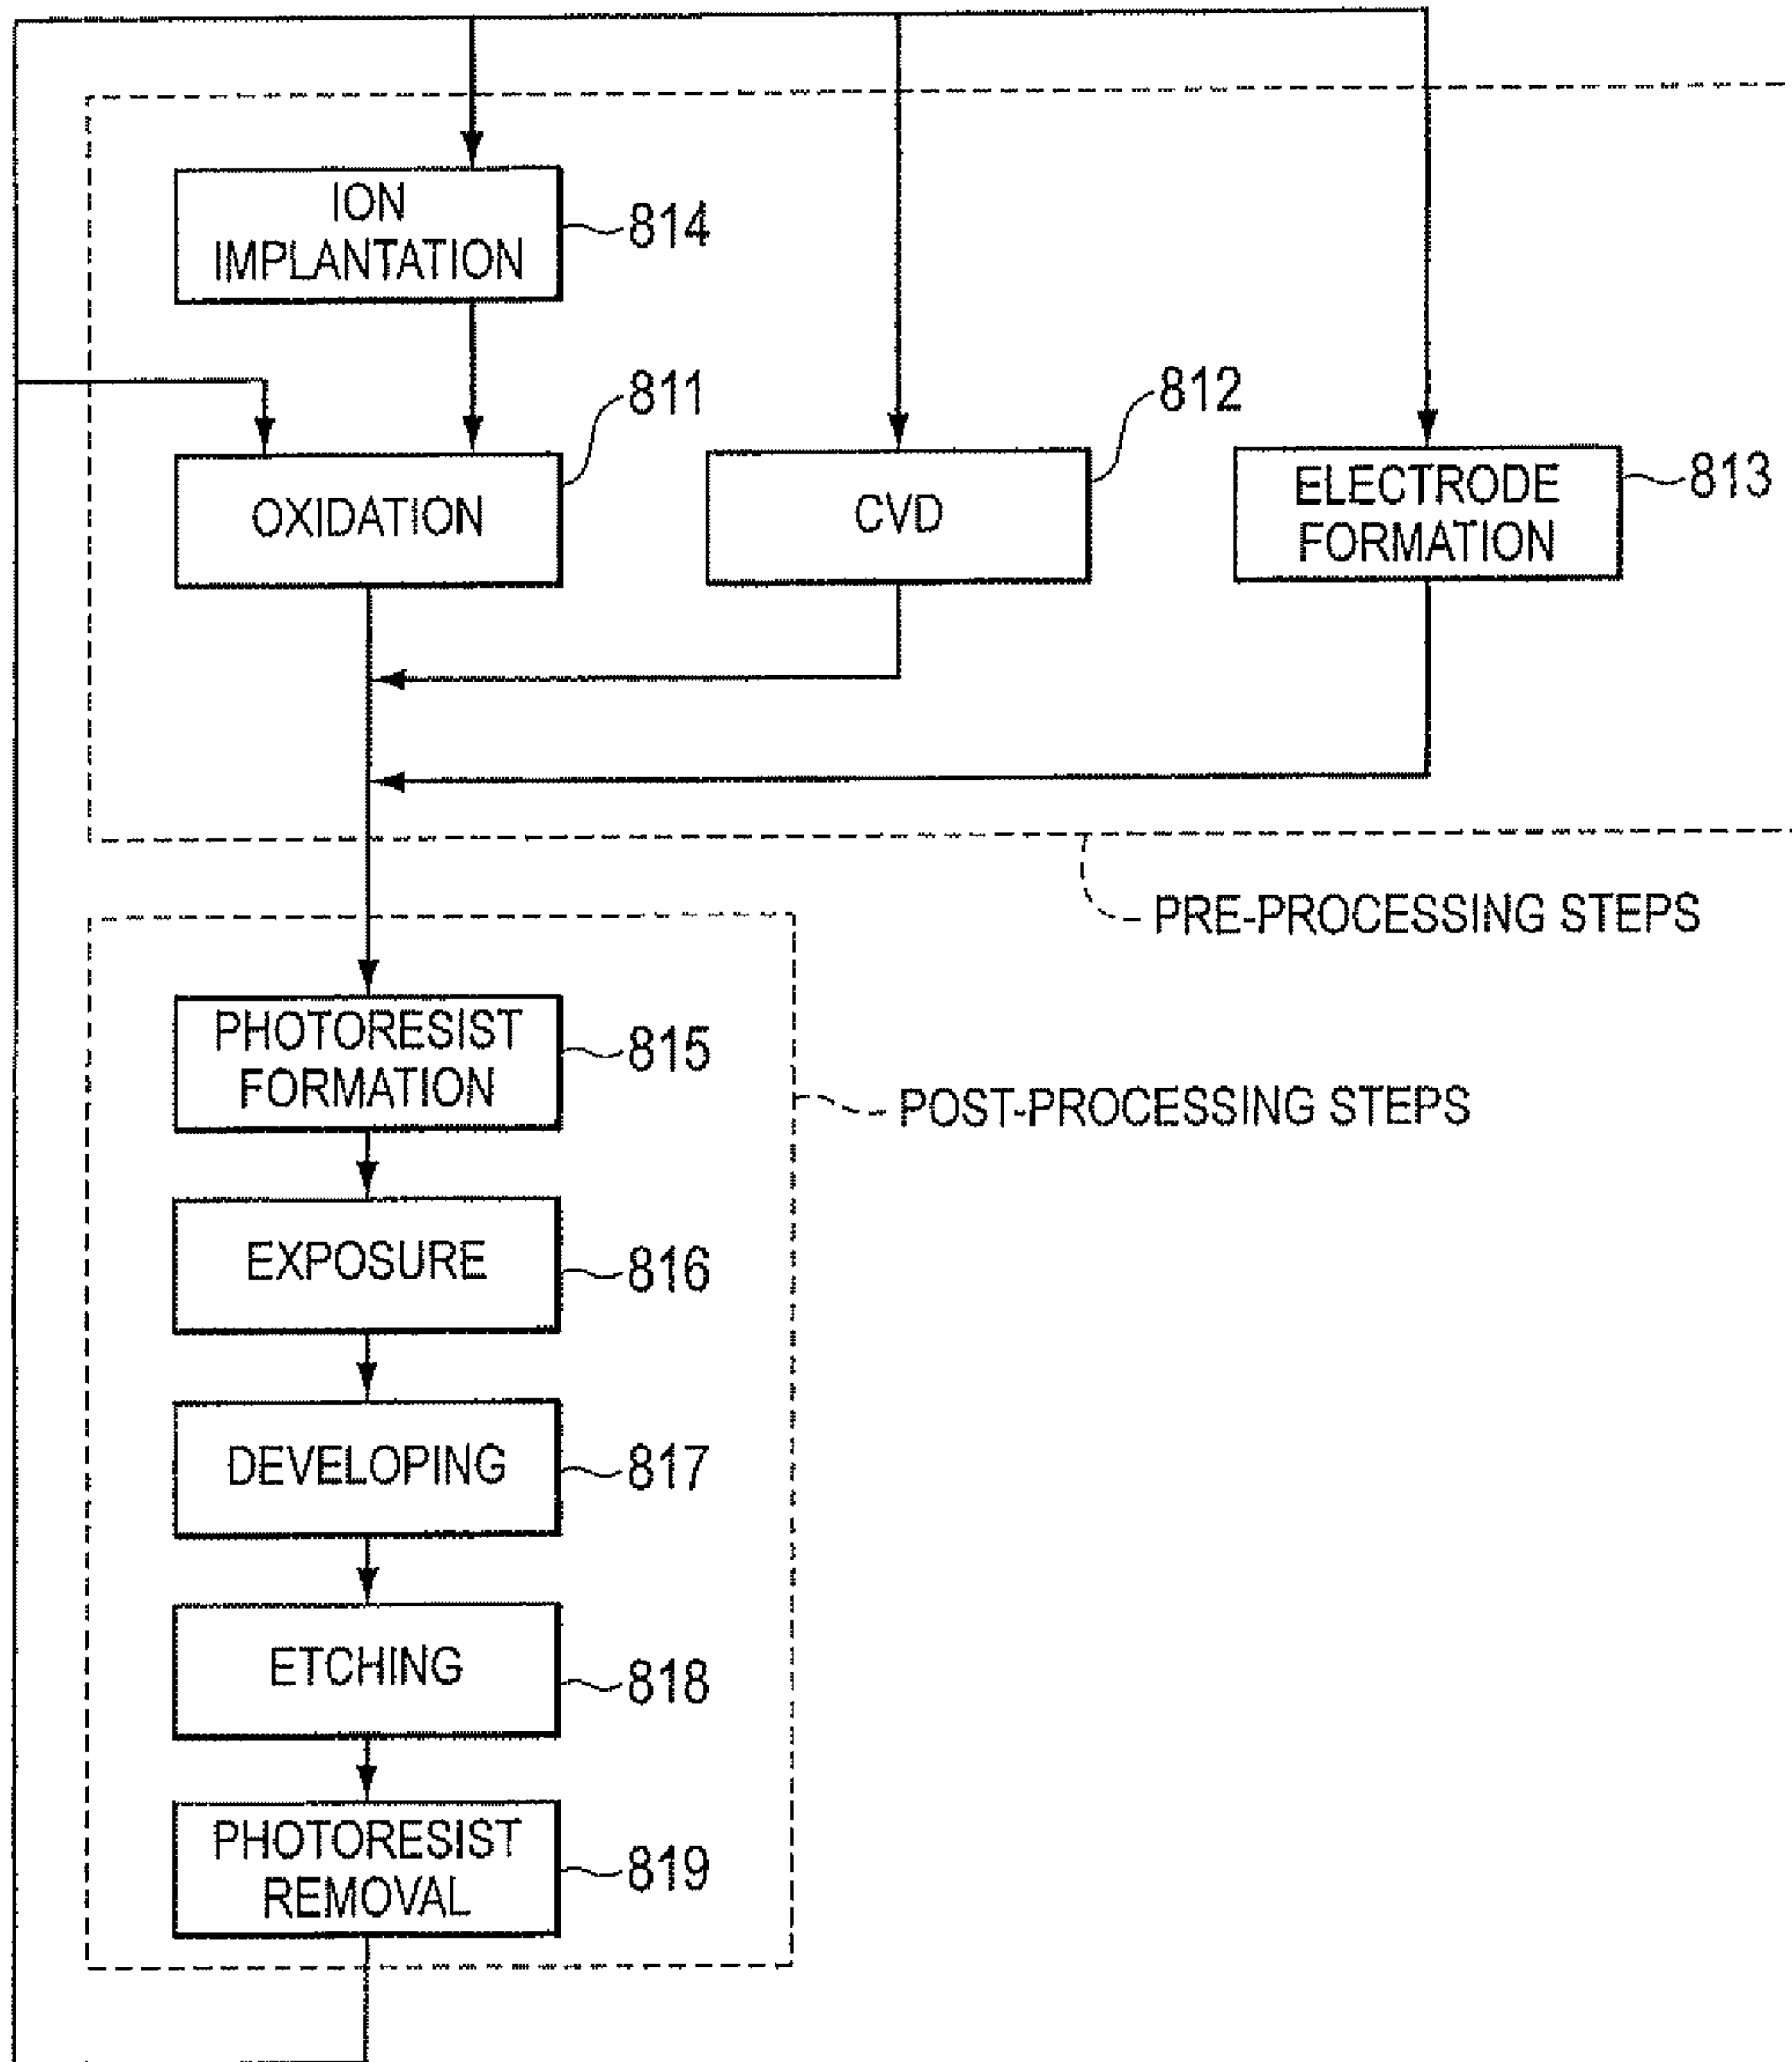 ION
IMPLANTATION
814
811
812
OXIDATION
CVD
ELECTRODE
FORMATION
813
PRE-PROCESSING STEPS
PHOTORESIST
FORMATION
815
POST-PROCESSING STEPS
EXPOSURE
816
DEVELOPING
817
ETCHING
818
PHOTORESIST
REMOVAL
819